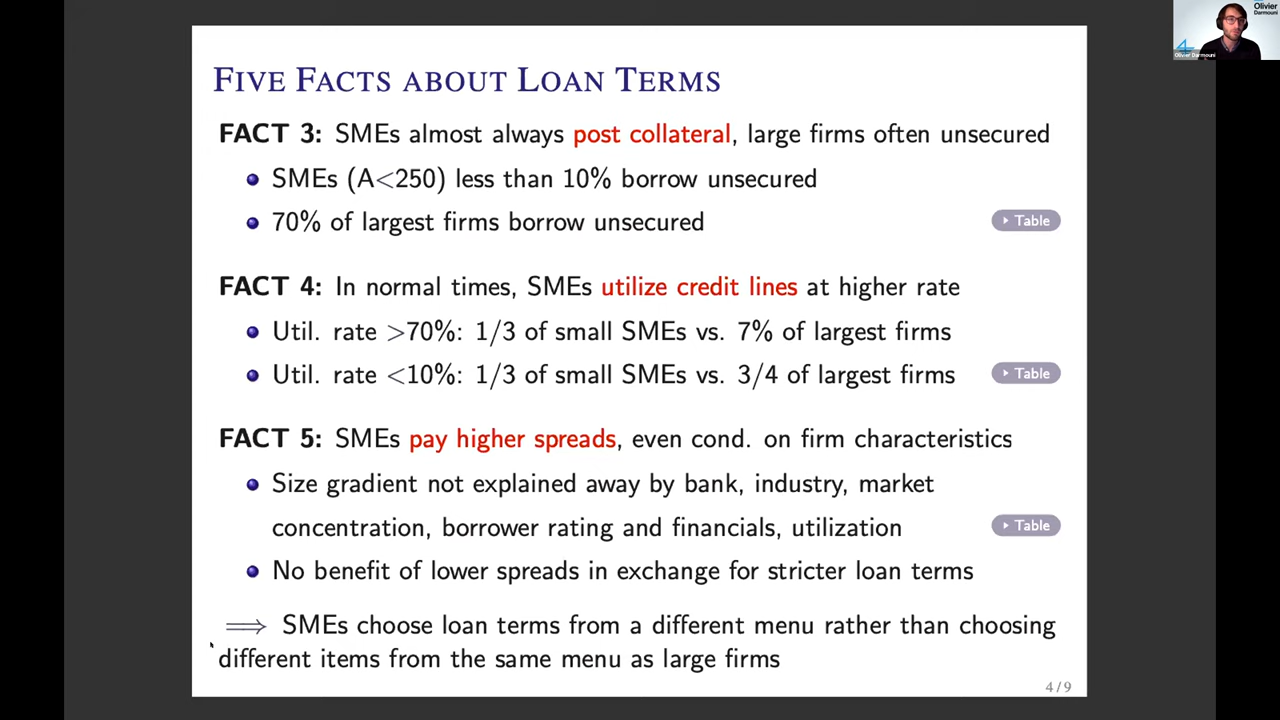 Olivier
Darmouni
Olivier Darmouni
FIVE FACTS ABOUT LOAN TERMS
FACT 3: SMEs almost always post collateral, large firms often unsecured
SMEs (A<250) less than 10% borrow unsecured
70% of largest firms borrow unsecured
Table
FACT 4: In normal times, SMEs utilize credit lines at higher rate
Util. rate >70%: 1/3 of small SMEs vs. 7% of largest firms
Util. rate <10%: 1/3 of small SMEs vs. 3/4 of largest firms
Table
FACT 5: SMEs pay higher spreads, even cond. on firm characteristics
Size gradient not explained away by bank, industry, market
concentration, borrower rating and financials, utilization
Table
No benefit of lower spreads in exchange for stricter loan terms
⟹ SMEs choose loan terms from a different menu rather than choosing
different items from the same menu as large firms
4/9